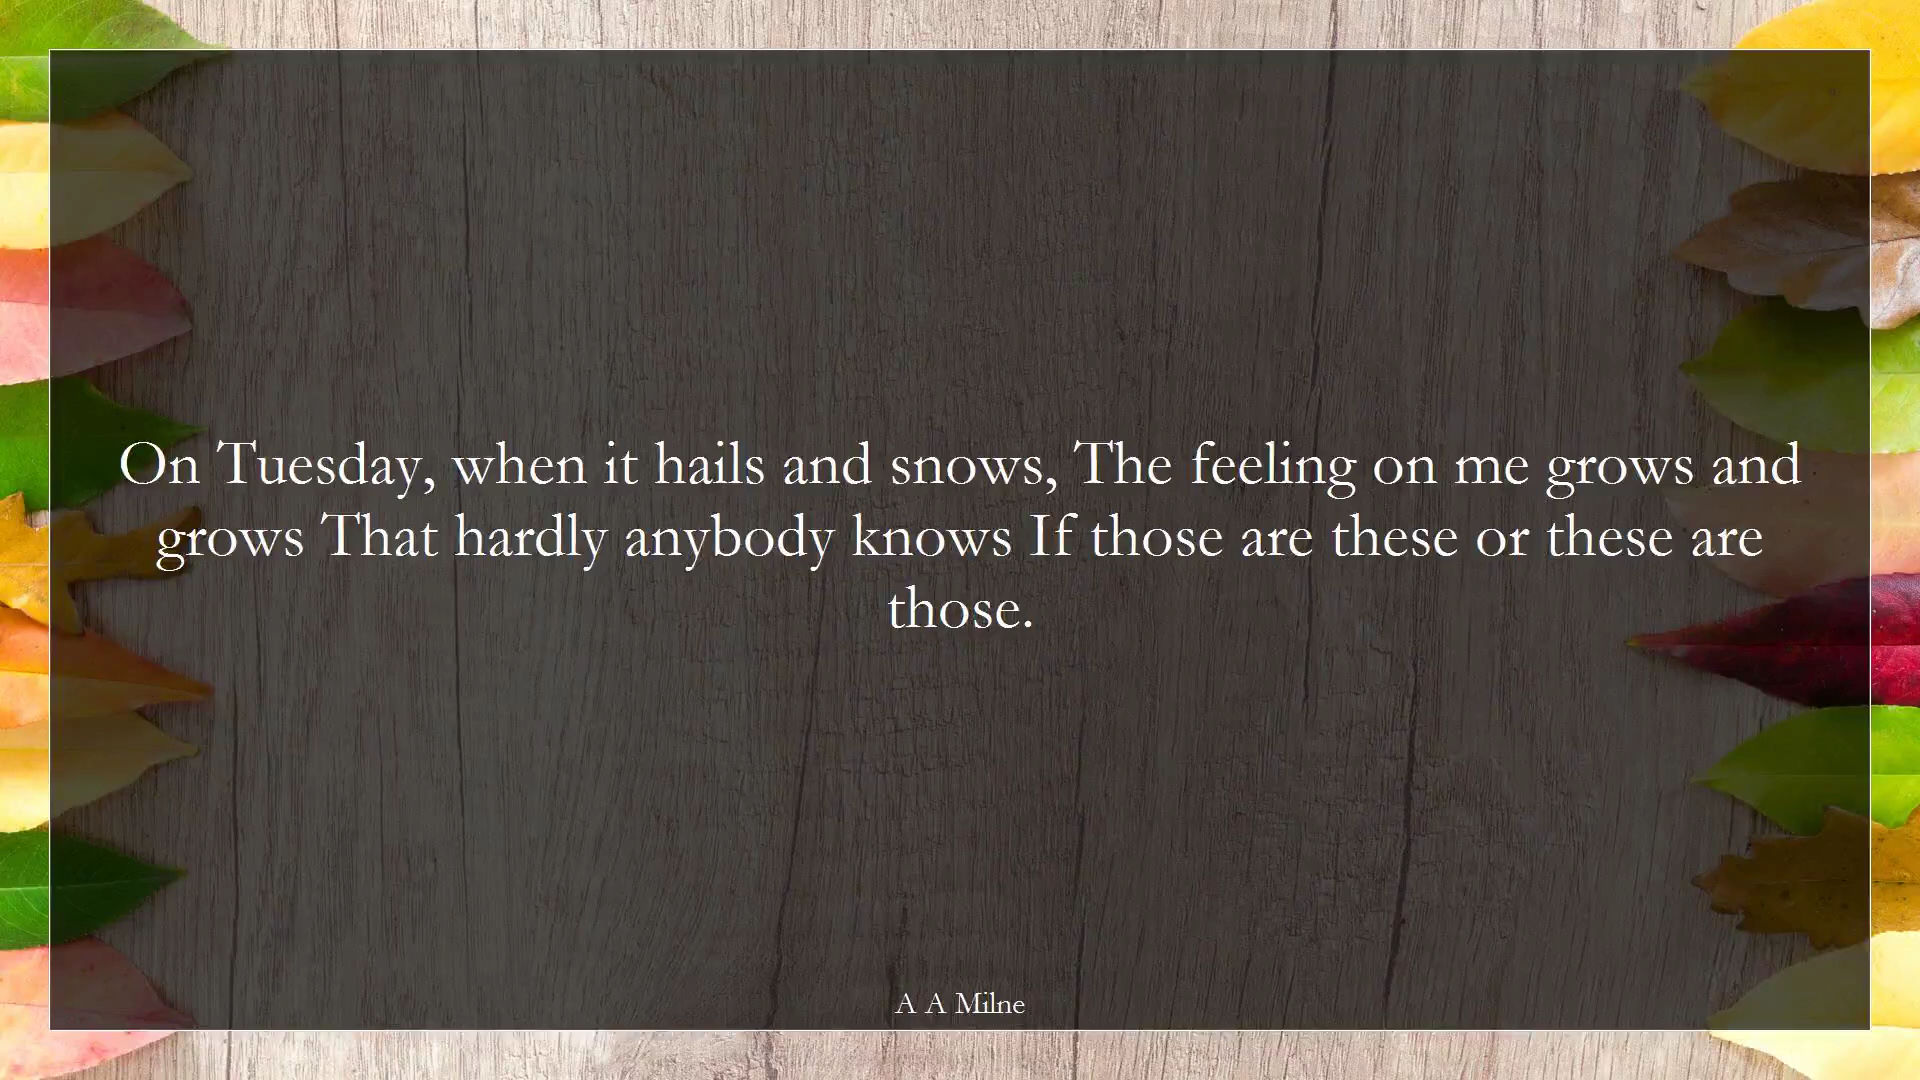 On Tuesday, when it hails and snows, The feeling on me grows and
grows That hardly anybody knows If those are these or these are
those.
A A Milne